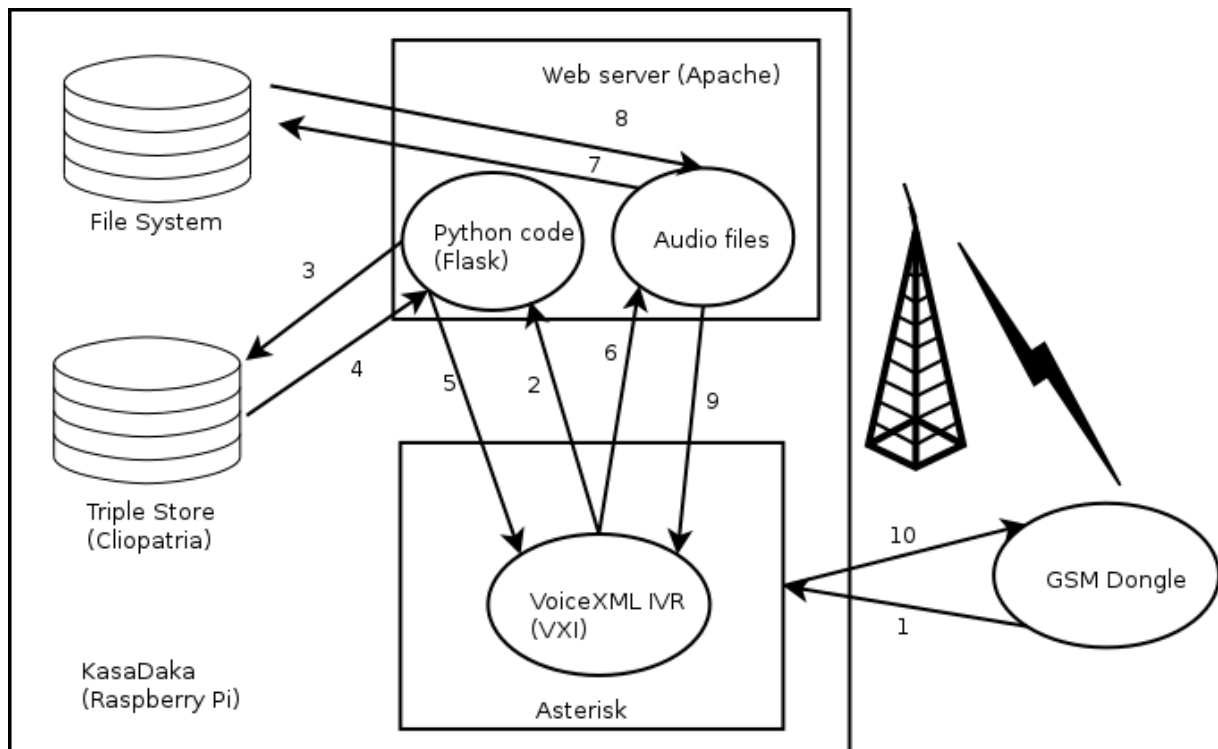 Web server (Apache)
8
7
File System
Python code
(Flask)
Audio files
3
4
5
2
6
9
Triple Store
(Cliopatria)
10
GSM Dongle
1
VoiceXML IVR
(VXI)
KasaDaka
(Raspberry Pi)
Asterisk